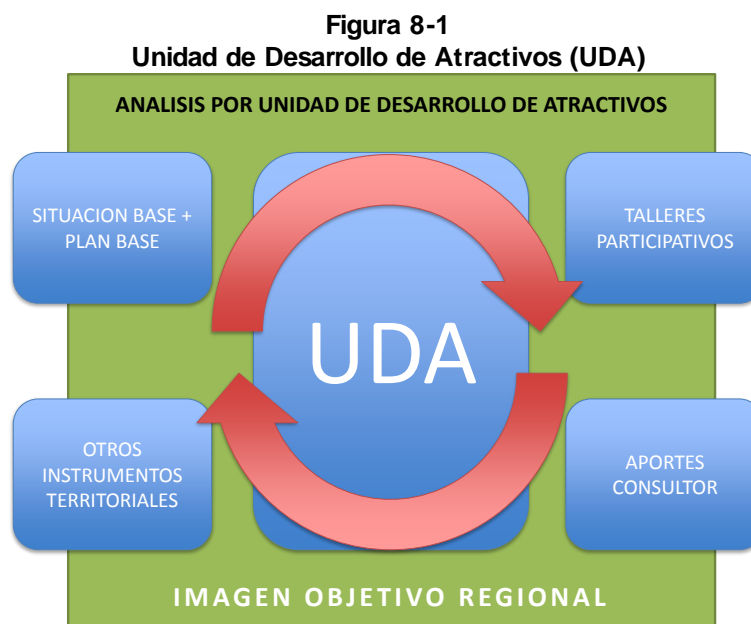 Figura 8-1
Unidad de Desarrollo de Atractivos (UDA)
ANALISIS POR UNIDAD DE DESARROLLO DE ATRACTIVOS
SITUACION BASE +
PLAN BASE
TALLERES
PARTICIPATIVOS
UDA
OTROS
INSTRUMENTOS
TERRITORIALES
APORTES
CONSULTOR
IMAGEN OBJETIVO REGIONAL